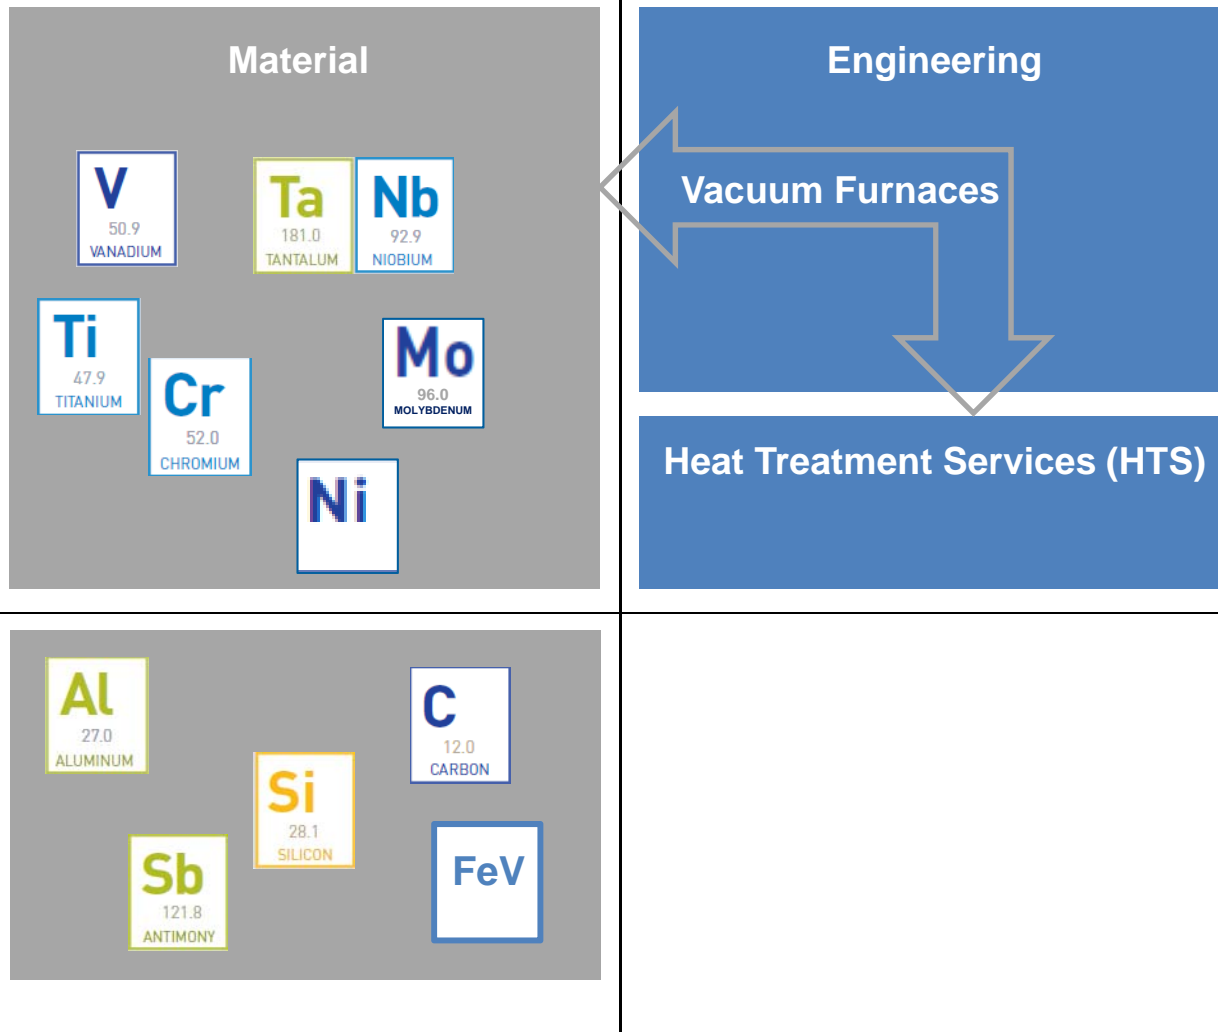 Material
V
50.9
VANADIUM
Ta
181.0
TANTALUM
Nb
92.9
NIOBIUM
Ti
47.9
TITANIUM
Cr
52.0
CHROMIUM
Mo
96.0
MOLYBDENUM
Ni
Engineering
Vacuum Furnaces
Heat Treatment Services (HTS)
Al
27.0
ALUMINUM
C
12.0
CARBON
Si
28.1
SILICON
Sb
121.8
ANTIMONY
FeV